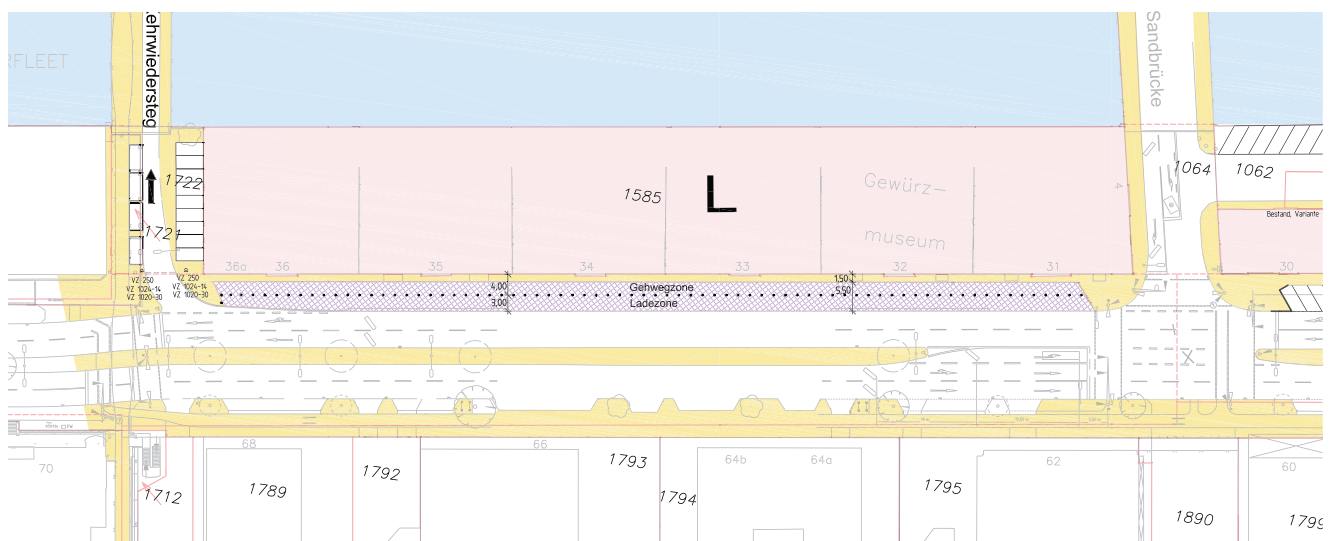 Kehrwiedersteg
Sandbrücke
RFLEET
1722
1721
1585
L
Gewürz-
museum
4
1064
1062
Bestand, Variante
36a
36
35
34
33
32
31
30
VZ 250
VZ 1024-14
VZ 1020-30
VZ 250
VZ 1024-14
VZ 1020-30
4,00
3,00
Gehwegzone
Ladezone
1,50
5,50
X
70
68
66
64b
64a
62
60
1712
1789
1792
1793
1794
1795
1890
1799